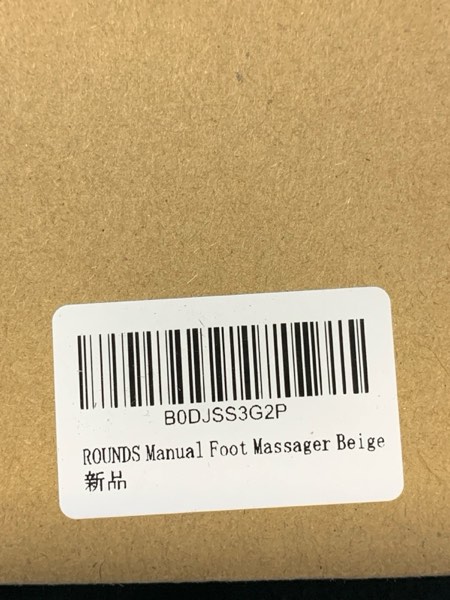 B0DJSS3G2P
ROUNDS Manual Foot Massager Beige
新品